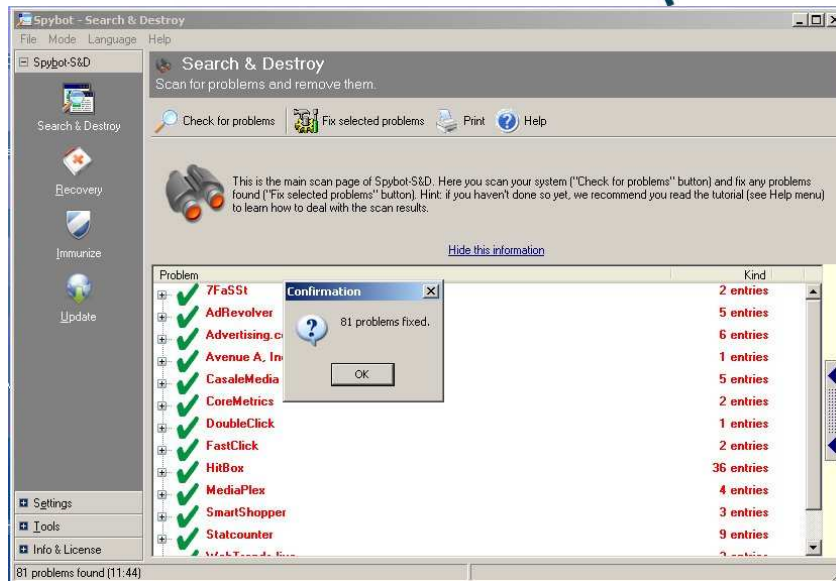 Spybot - Search & Destroy
File Mode Language Help
Spybot-S&D
Search & Destroy
Recovery
Immunize
Update
Settings
Tools
Info & License
Search & Destroy
Scan for problems and remove them.
Check for problems Fix selected problems Print Help
This is the main scan page of Spybot-S&D. Here you scan your system ("Check for problems" button) and fix any problems
found ("Fix selected problems" button). Hint: if you haven't done so yet, we recommend you read the tutorial (see Help menu)
to learn how to deal with the scan results.
Hide this information
Problem Kind
7FaSSt 2 entries
AdRevolver 5 entries
Advertising.c 6 entries
Avenue A, In 1 entries
CasaleMedia 5 entries
CoreMetrics 2 entries
DoubleClick 1 entries
FastClick 2 entries
HitBox 36 entries
MediaPlex 4 entries
SmartShopper 3 entries
Statcounter 9 entries
Confirmation
81 problems fixed.
OK
81 problems found (11:44)